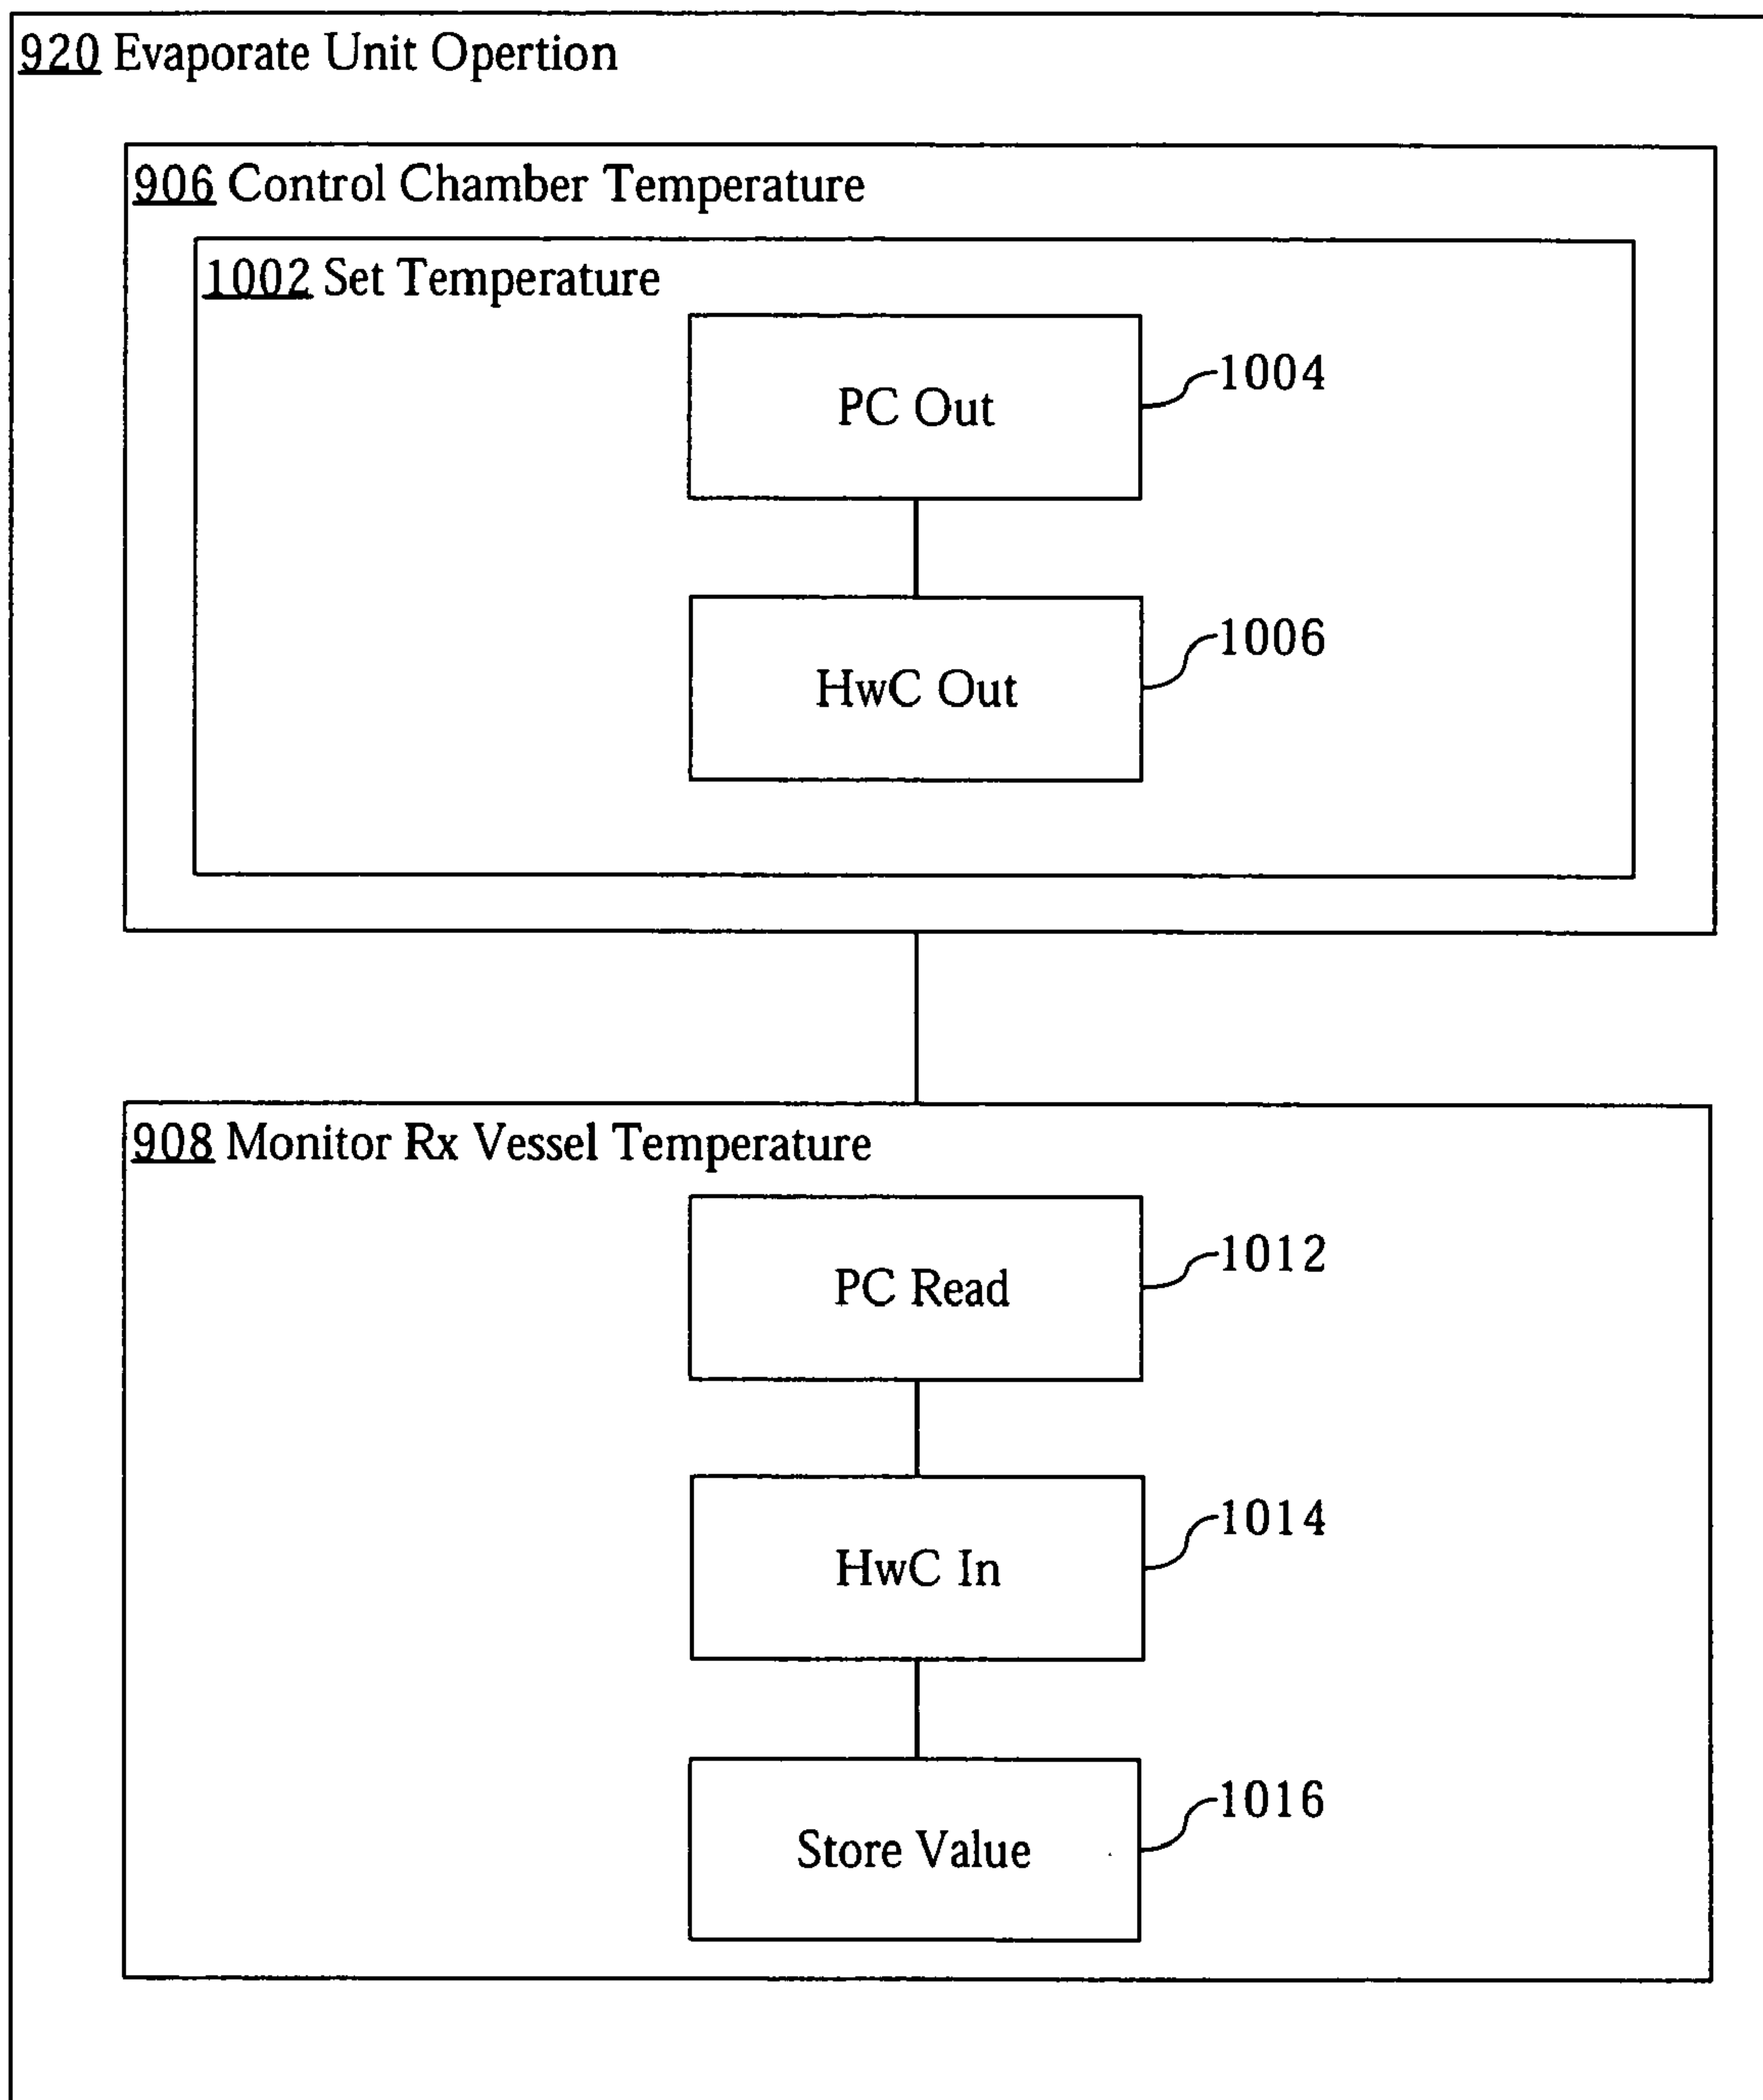 920 Evaporate Unit Opertion
906 Control Chamber Temperature
1002 Set Temperature
PC Out
1004
HwC Out
1006
908 Monitor Rx Vessel Temperature
PC Read
1012
HwC In
1014
Store Value
1016